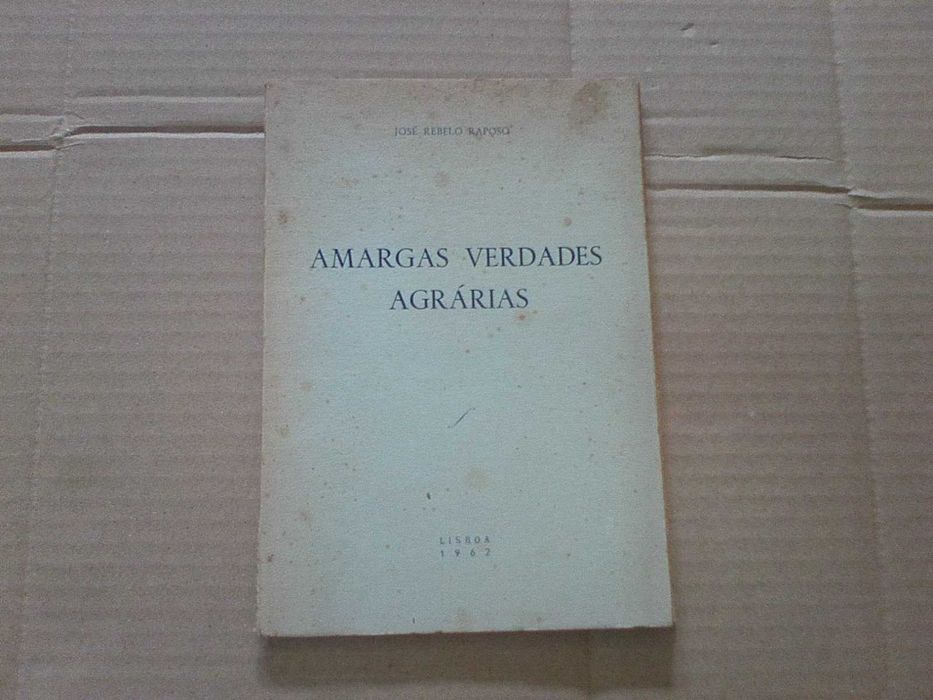 JOSÉ REBELO RAPOSO
AMARGAS VERDADES
AGRÁRIAS
LISBOA
1962